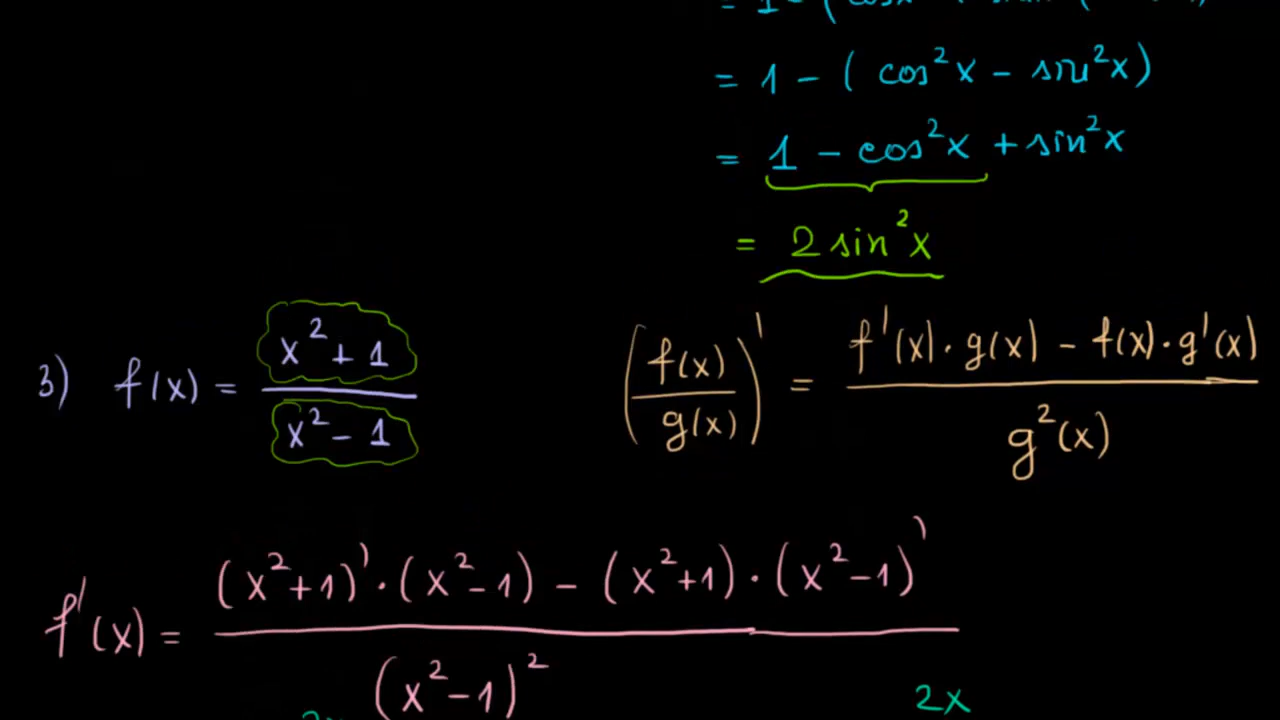 = 1 - ( cos²x - sin²x )
= 1 - cos²x + sin²x
= 2 sin²x
3) f(x) = (x² + 1) / (x² - 1)
(f(x) / g(x))' = (f'(x) · g(x) - f(x) · g'(x)) / g²(x)
f'(x) = ((x²+1)' · (x²-1) - (x²+1) · (x²-1)') / (x²-1)²
2x